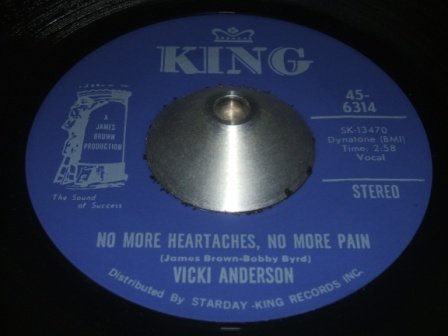 KING
45-
6314
SK-13470
Dynatone (BMI)
Time: 2:58
Vocal
STEREO
A
JAMES
BROWN
PRODUCTION
The Sound
of Success
NO MORE HEARTACHES, NO MORE PAIN
(James Brown-Bobby Byrd)
VICKI ANDERSON
Distributed By STARDAY-KING RECORDS INC.